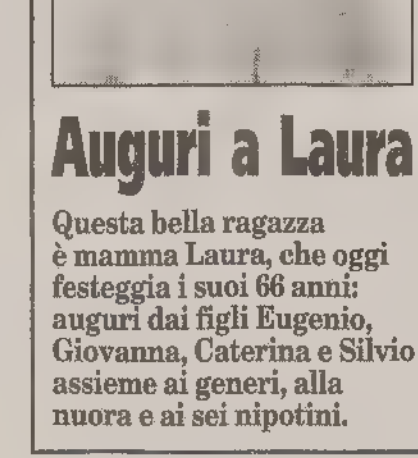 Auguri a Laura
Questa bella ragazza
è mamma Laura, che oggi
festeggia i suoi 66 anni:
auguri dai figli Eugenio,
Giovanna, Caterina e Silvio
assieme ai generi, alla
nuora e ai sei nipotini.